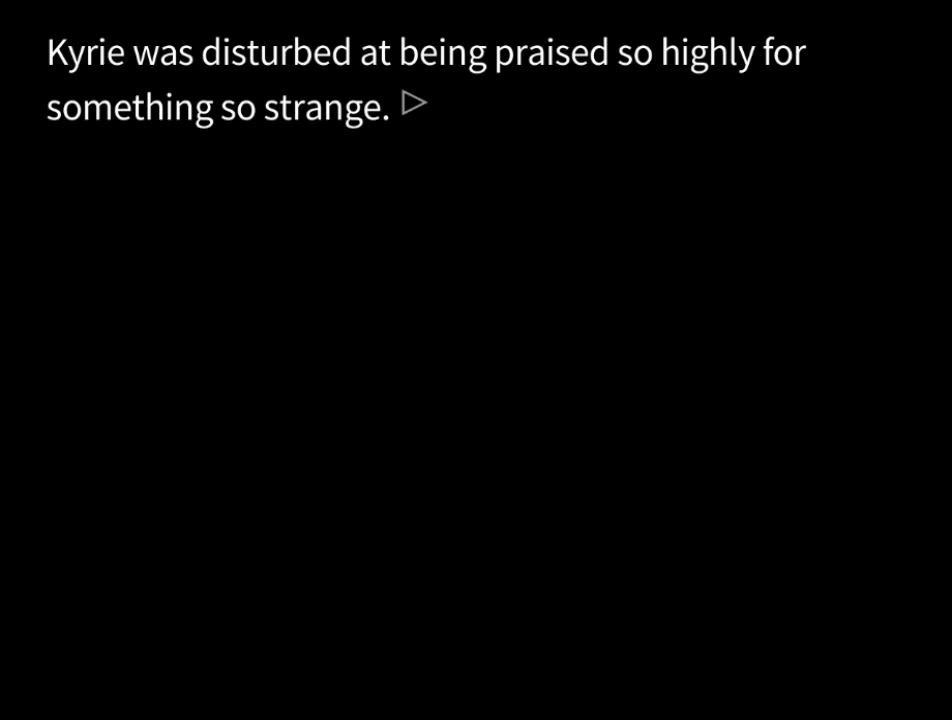 Kyrie was disturbed at being praised so highly for
something so strange.